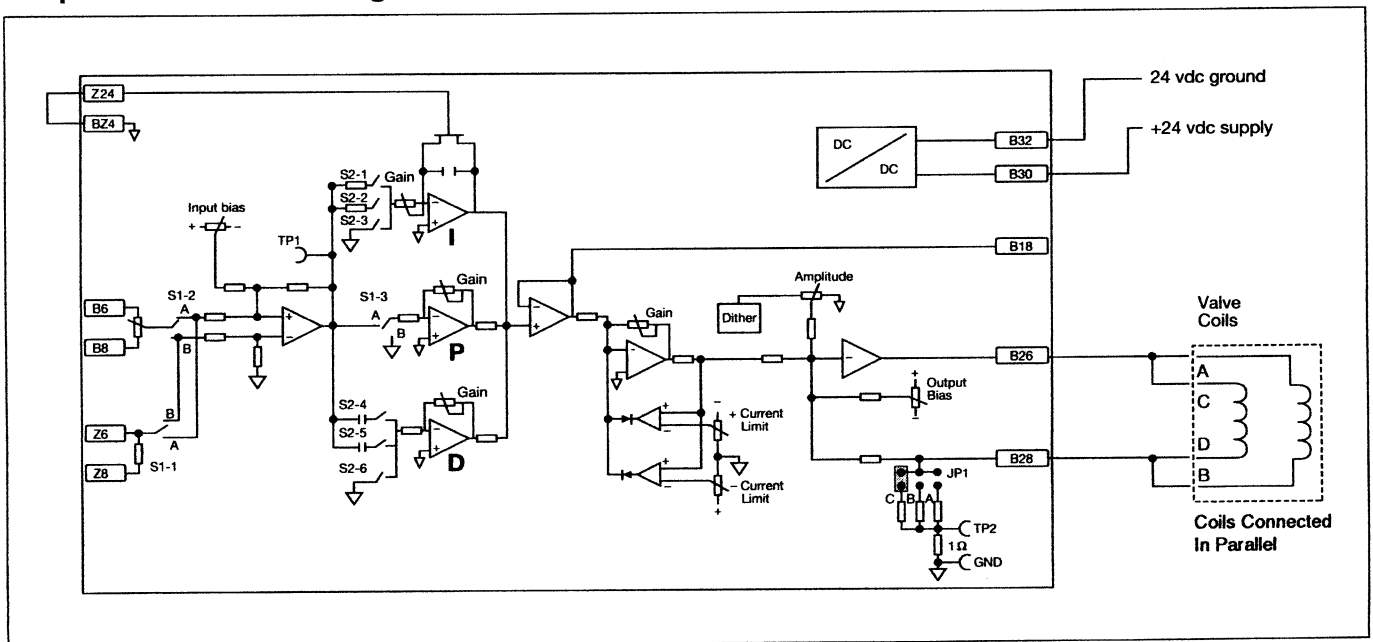 Z24
BZ4
24 vdc ground
+24 vdc supply
DC
DC
B32
B30
S2-1
S2-2
S2-3
Gain
I
Input bias
+ -
TP1
B18
B6
B8
S1-2
A
B
+
-
S1-3
A
B
Gain
P
Amplitude
Dither
Gain
Valve
Coils
B26
A
C
D
B
Output
Bias
+ Current
Limit
- Current
Limit
Z6
Z8
B
A
S1-1
S2-4
S2-5
S2-6
Gain
D
B28
JP1
C B A
TP2
1 Ω
GND
Coils Connected
In Parallel